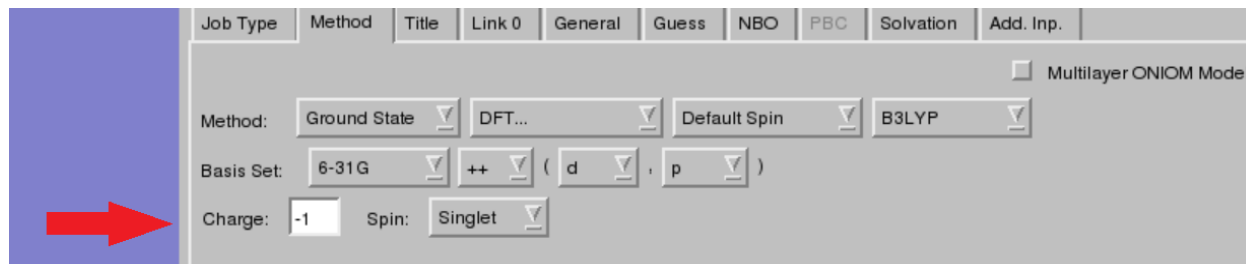 Job Type Method Title Link 0 General Guess NBO PBC Solvation Add. Inp.
Multilayer ONIOM Mode
Method: Ground State DFT... Default Spin B3LYP
Basis Set: 6-31G ++ ( d , p )
Charge: -1 Spin: Singlet